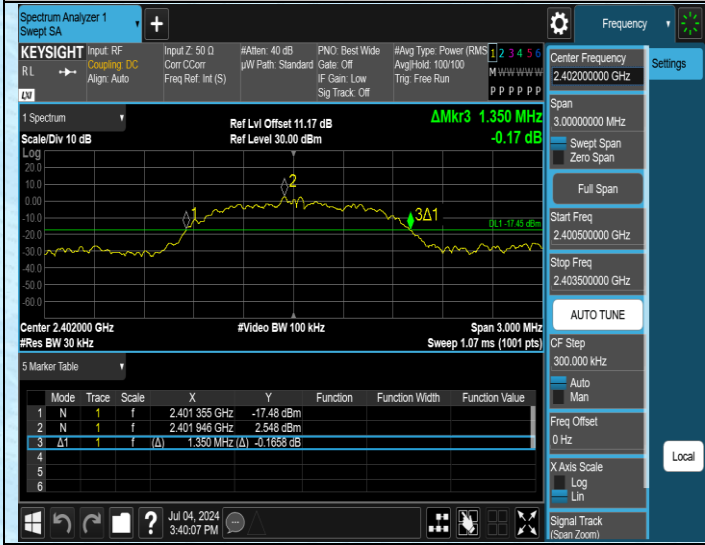 Spectrum Analyzer 1
Swept SA
Frequency
KEYSIGHT Input: RF Input Z: 50 Ω #Atten: 40 dB PNO: Best Wide #Avg Type: Power (RMS 1 2 3 4 5 6
RL Coupling: DC Corr CCorr µW Path: Standard Gate: Off Avg|Hold: 100/100 M W W W W W
Align: Auto Freq Ref: Int (S) IF Gain: Low Trig: Free Run
Sig Track: Off P P P P P P
LXI
1 Spectrum
Ref Lvl Offset 11.17 dB ΔMkr3 1.350 MHz
Scale/Div 10 dB Ref Level 30.00 dBm -0.17 dB
Log
20.0
10.0
0.00
-10.0
-20.0
-30.0
-40.0
-50.0
-60.0
1
2
3Δ1
DL1 -17.45 dBm
Center 2.402000 GHz #Video BW 100 kHz Span 3.000 MHz
#Res BW 30 kHz Sweep 1.07 ms (1001 pts)
5 Marker Table
Mode Trace Scale X Y Function Function Width Function Value
1 N 1 f 2.401 355 GHz -17.48 dBm
2 N 1 f 2.401 946 GHz 2.548 dBm
3 Δ1 1 f (Δ) 1.350 MHz (Δ) -0.1658 dB
4
5
6
Jul 04, 2024
3:40:07 PM
Center Frequency
2.402000000 GHz
Settings
Span
3.00000000 MHz
Swept Span
Zero Span
Full Span
Start Freq
2.400500000 GHz
Stop Freq
2.403500000 GHz
AUTO TUNE
CF Step
300.000 kHz
Auto
Man
Freq Offset
0 Hz
X Axis Scale
Log
Lin
Local
Signal Track
(Span Zoom)